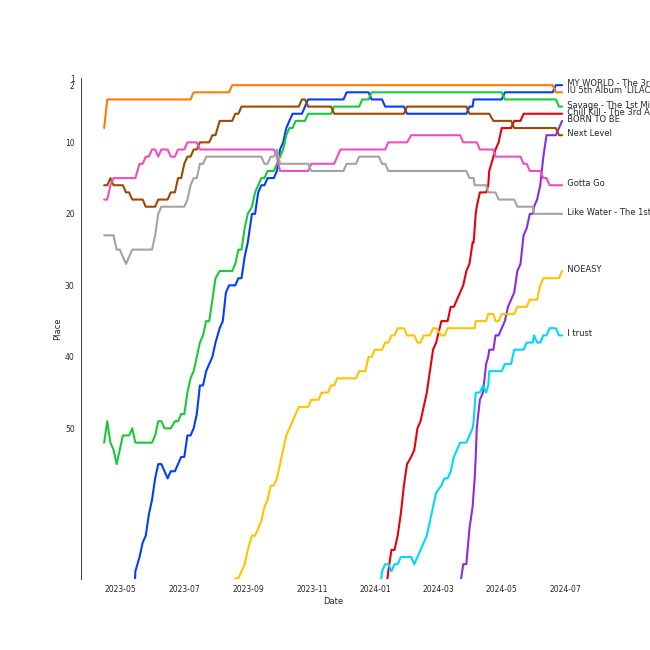 1
2
10
20
30
40
50
Place
2023-05
2023-07
2023-09
2023-11
2024-01
2024-03
2024-05
2024-07
Date
MY WORLD - The 3r
IU 5th Album 'LILAC
Savage - The 1st Mi
Chill Kill - The 3rd A
BORN TO BE
Next Level
Gotta Go
Like Water - The 1st
NOEASY
I trust